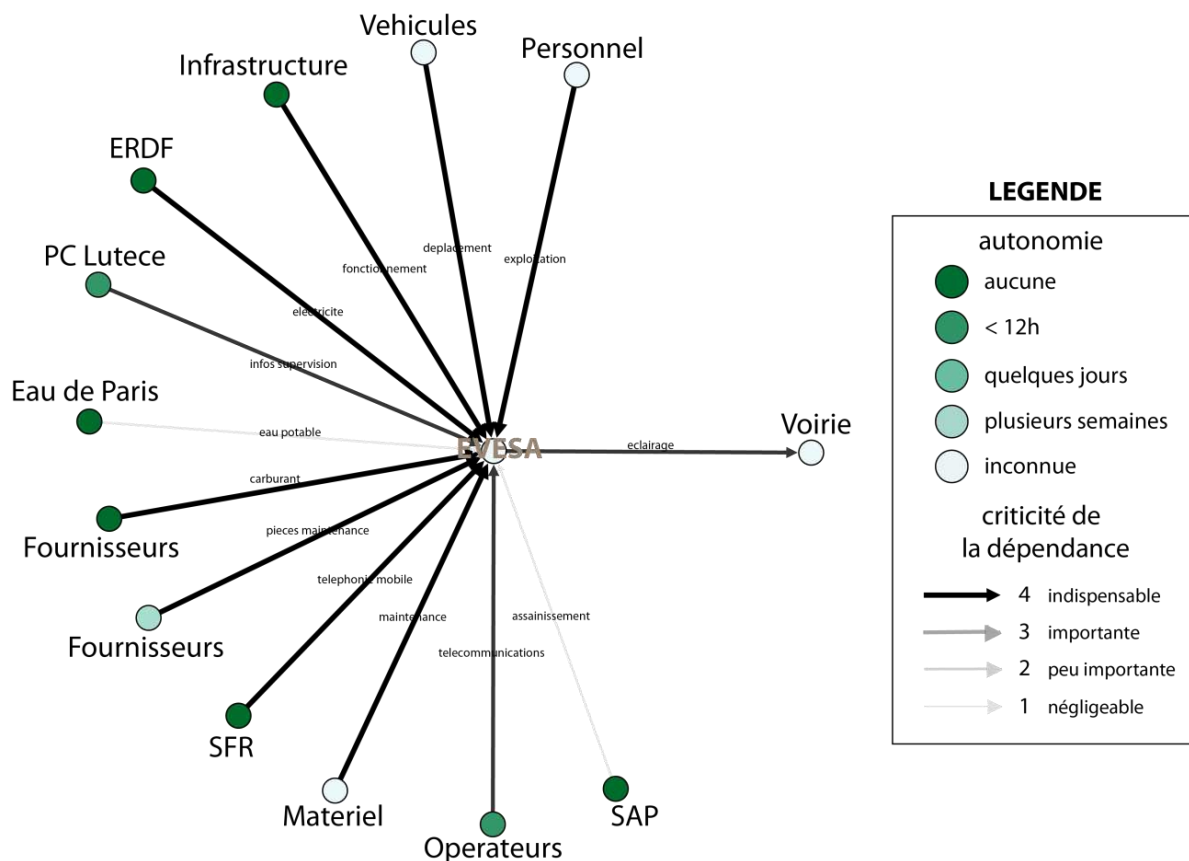 Vehicules
Personnel
Infrastructure
ERDF
PC Lutece
Eau de Paris
Fournisseurs
Fournisseurs
SFR
Materiel
Operateurs
SAP
Voirie
EVESA
deplacement
exploitation
fonctionnement
electricite
infos supervision
eau potable
carburant
pieces maintenance
telephonie mobile
maintenance
telecommunications
assainissement
eclairage
LEGENDE
autonomie
aucune
< 12h
quelques jours
plusieurs semaines
inconnue
criticité de
la dépendance
4 indispensable
3 importante
2 peu importante
1 négligeable